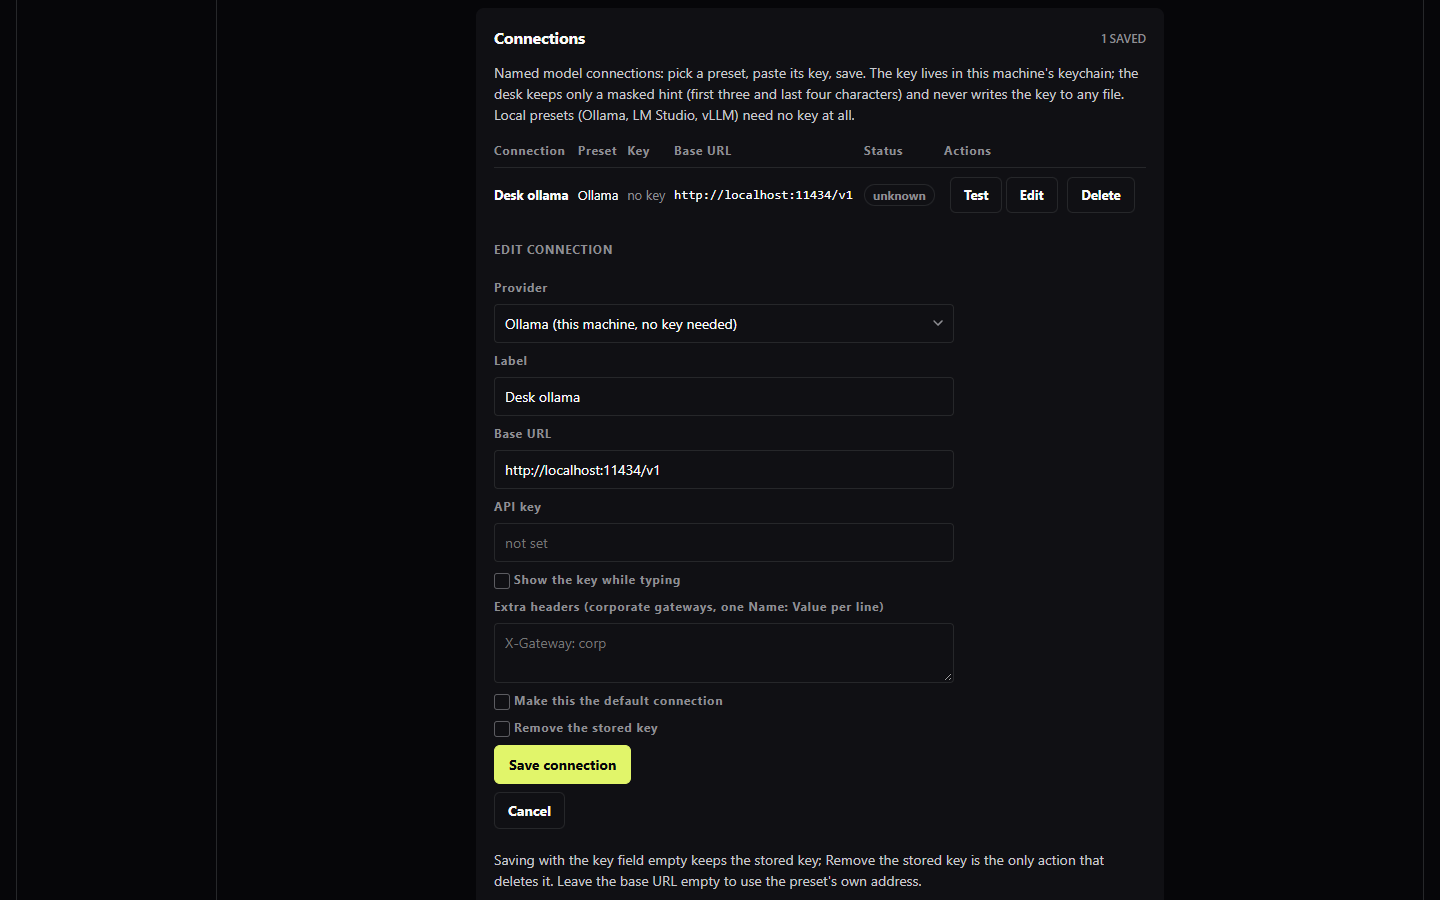 Connections
1 SAVED
Named model connections: pick a preset, paste its key, save. The key lives in this machine's keychain; the
desk keeps only a masked hint (first three and last four characters) and never writes the key to any file.
Local presets (Ollama, LM Studio, vLLM) need no key at all.
Connection Preset Key Base URL Status Actions
Desk ollama Ollama no key http://localhost:11434/v1 unknown Test Edit Delete
EDIT CONNECTION
Provider
Ollama (this machine, no key needed)
Label
Desk ollama
Base URL
http://localhost:11434/v1
API key
not set
Show the key while typing
Extra headers (corporate gateways, one Name: Value per line)
X-Gateway: corp
Make this the default connection
Remove the stored key
Save connection
Cancel
Saving with the key field empty keeps the stored key; Remove the stored key is the only action that
deletes it. Leave the base URL empty to use the preset's own address.